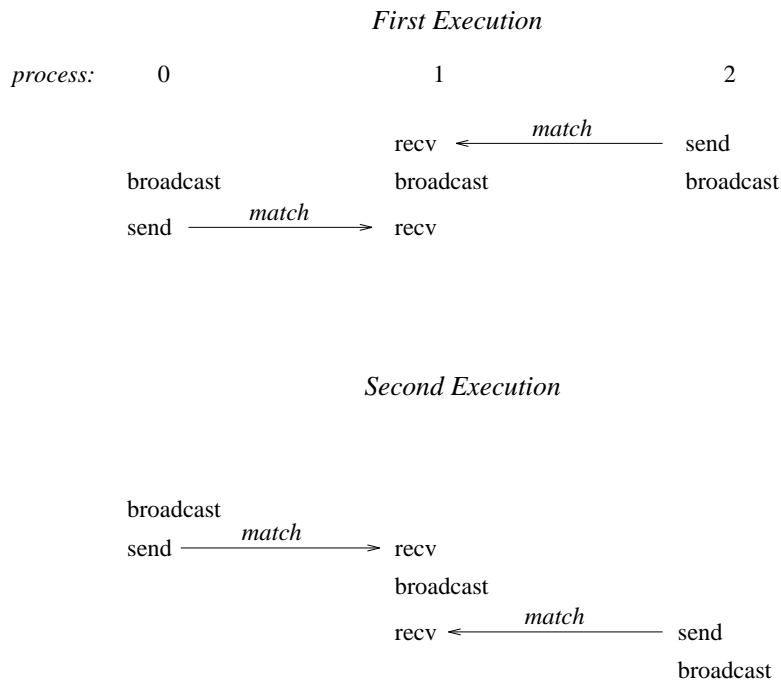 First Execution
process: 0 1 2
recv match send
broadcast broadcast broadcast
send match recv
Second Execution
broadcast
send match recv
broadcast
recv match send
broadcast